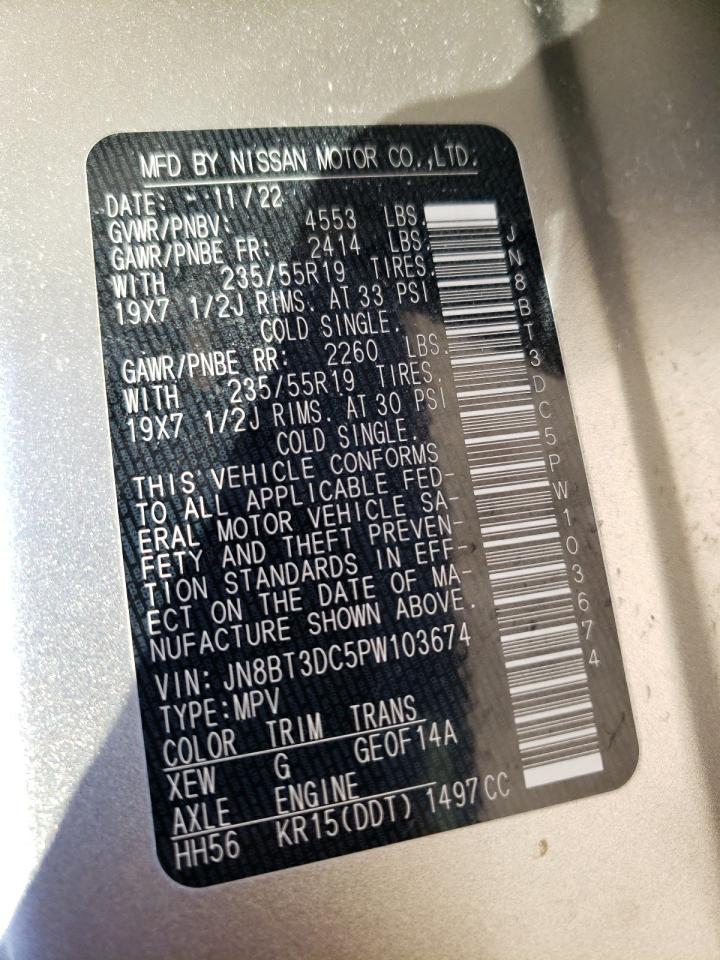 MFD BY NISSAN MOTOR CO.,LTD.
DATE: - 11/22
GVWR/PNBV: 4553 LBS.
GAWR/PNBE FR: 2414 LBS.
WITH 235/55R19 TIRES.
19X7 1/2J RIMS. AT 33 PSI
COLD SINGLE.
GAWR/PNBE RR: 2260 LBS.
WITH 235/55R19 TIRES.
19X7 1/2J RIMS. AT 30 PSI
COLD SINGLE.
THIS VEHICLE CONFORMS
TO ALL APPLICABLE FED-
ERAL MOTOR VEHICLE SA-
FETY AND THEFT PREVEN-
TION STANDARDS IN EFF-
ECT ON THE DATE OF MA-
NUFACTURE SHOWN ABOVE.
VIN: JN8BT3DC5PW103674
TYPE:MPV
COLOR TRIM TRANS
XEW G GE0F14A
AXLE ENGINE
HH56 KR15(DDT) 1497CC
JN8BT3DC5PW103674